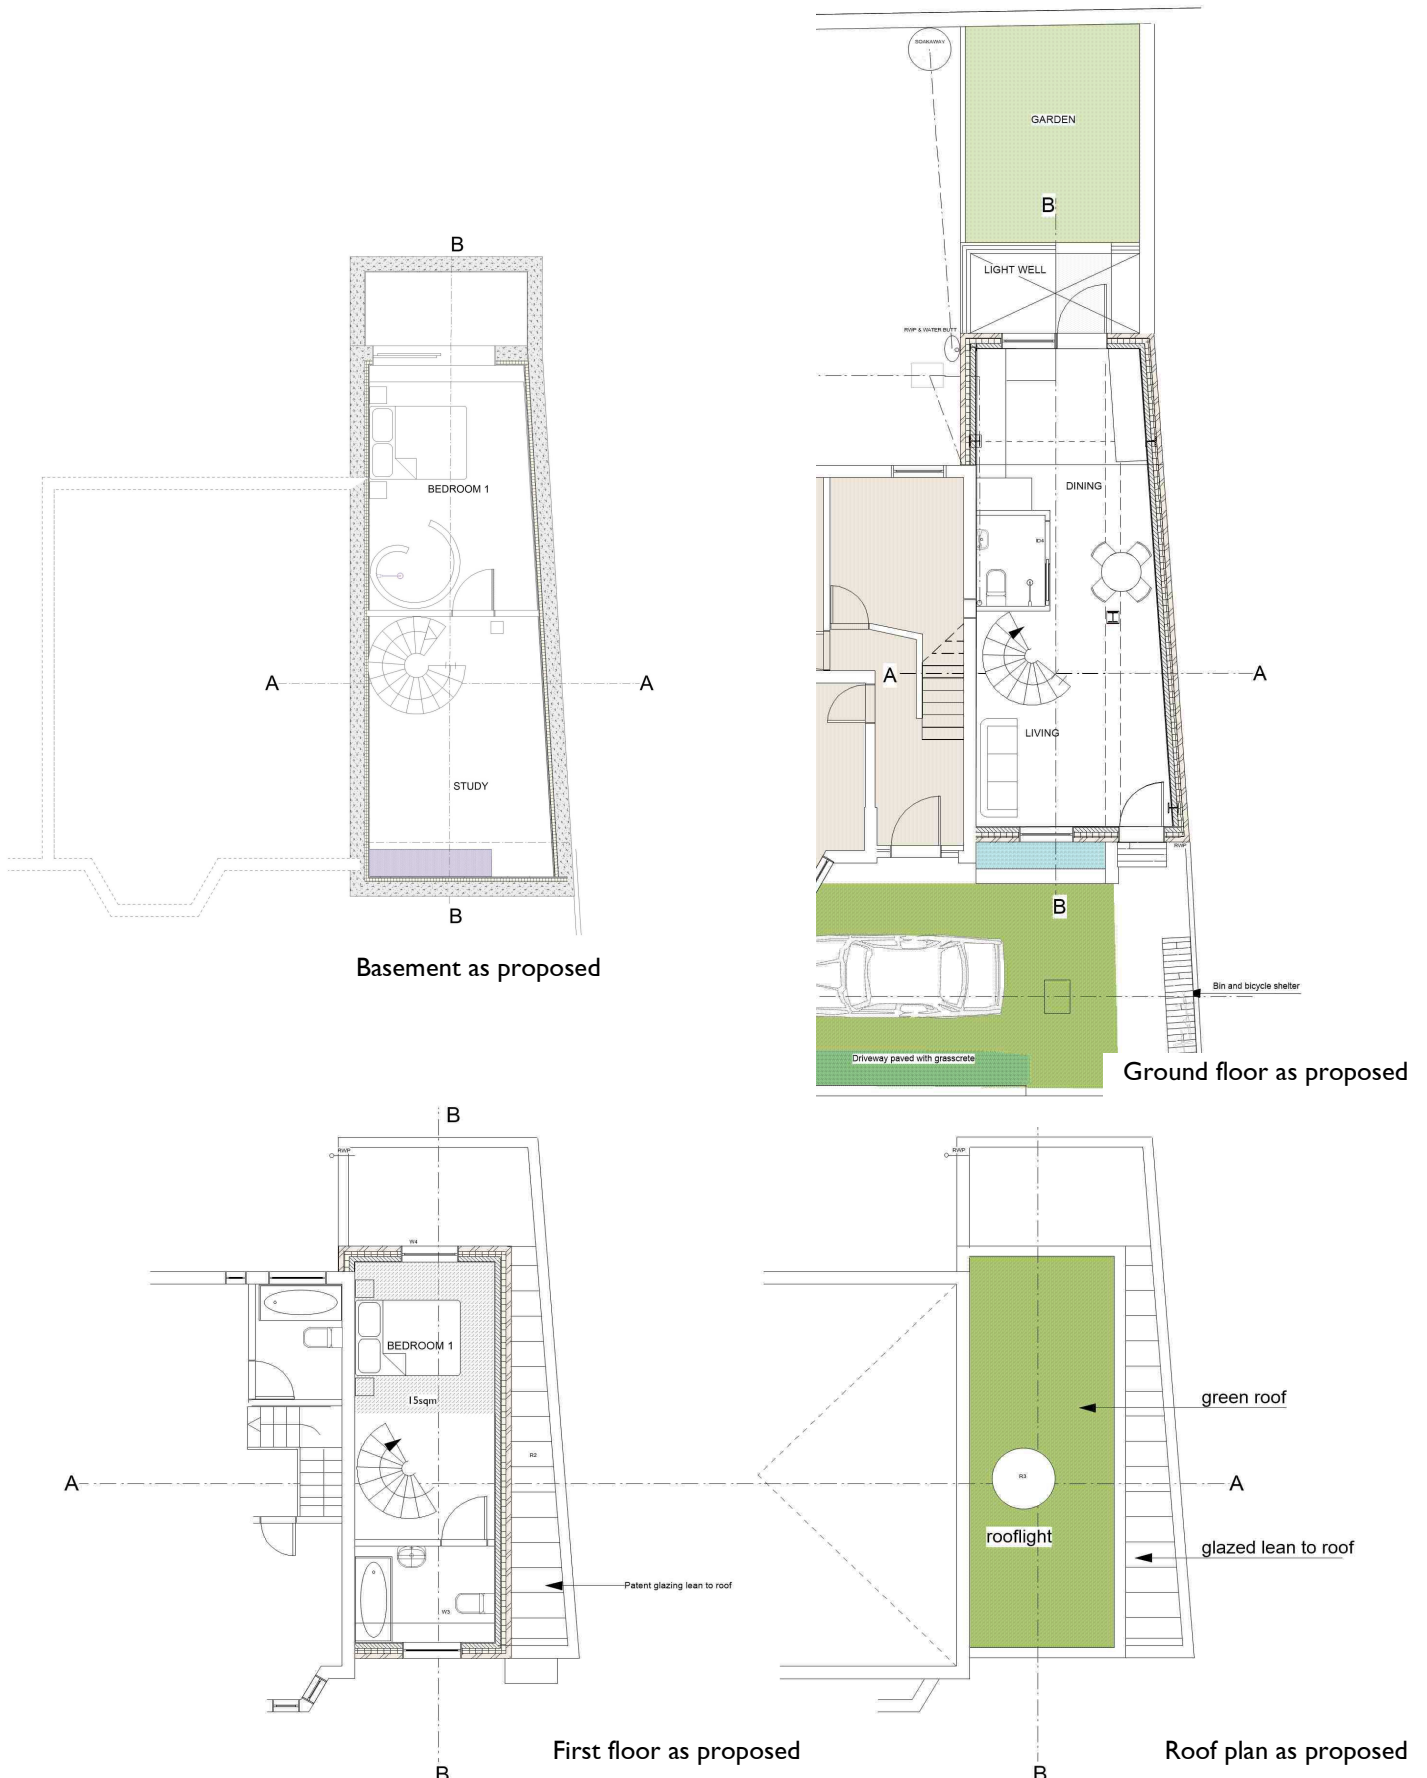 B
BEDROOM 1
A
A
STUDY
B
Basement as proposed
SOAKAWAY
GARDEN
B
LIGHT WELL
RWP & WATER BUTT
DINING
A
A
LIVING
RWP
B
Bin and bicycle shelter
Driveway paved with grasscrete
Ground floor as proposed
B
RWP
W4
BEDROOM 1
15sqm
R2
A
W3
Patent glazing lean to roof
First floor as proposed
B
RWP
green roof
R3
A
rooflight
glazed lean to roof
Roof plan as proposed
B